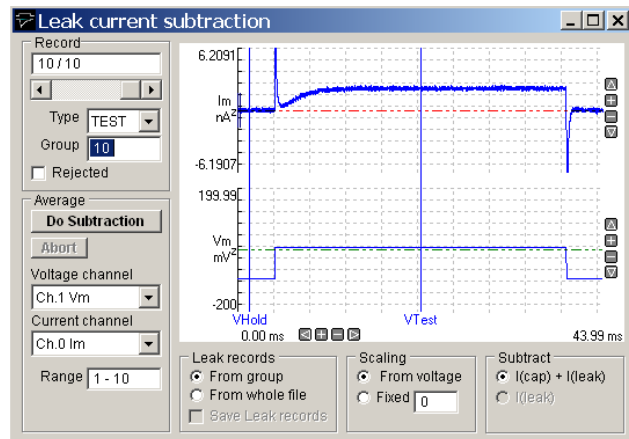 Leak current subtraction
Record
10 / 10
Type TEST
Group 10
Rejected
Average
Do Subtraction
Abort
Voltage channel
Ch.1 Vm
Current channel
Ch.0 Im
Range 1 - 10
6.2091
Im
nA 2
-6.1907
199.99
Vm
mV 2
-200
VHold VTest
0.00 ms 43.99 ms
Leak records
From group
From whole file
Save Leak records
Scaling
From voltage
Fixed 0
Subtract
I(cap) + I(leak)
I(leak)